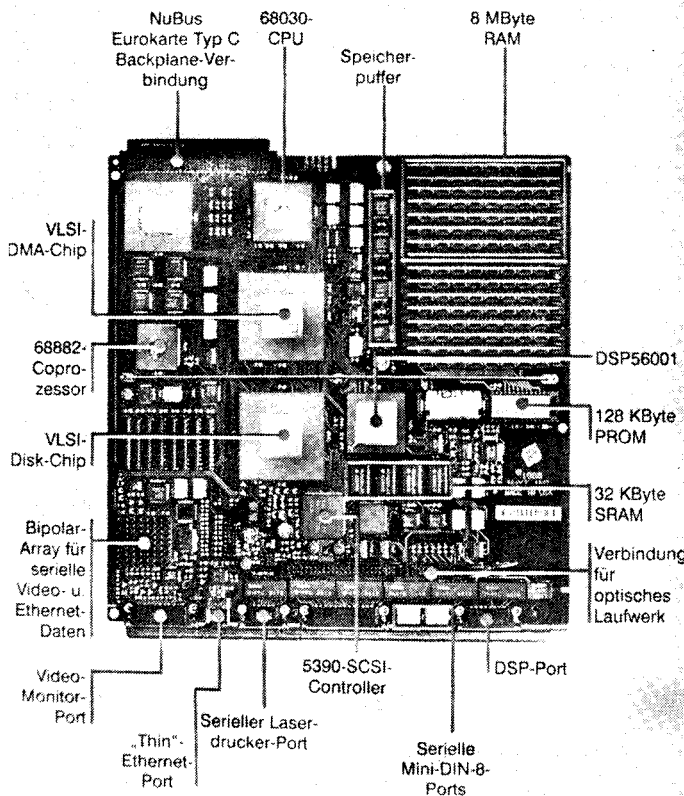 NuBus
Eurokarte Typ C
Backplane-Ver-
bindung
68030-
CPU
Speicher-
puffer
8 MByte
RAM
VLSI-
DMA-Chip
68882-
Copro-
zessor
VLSI-
Disk-Chip
Bipolar-
Array für
serielle
Video- u.
Ethernet-
Daten
Video-
Monitor-
Port
„Thin“-
Ethernet-
Port
Serieller Laser-
drucker-Port
5390-SCSI-
Controller
Serielle
Mini-DIN-8-
Ports
DSP-Port
Verbindung
für
optisches
Laufwerk
32 KByte
SRAM
128 KByte
PROM
DSP56001